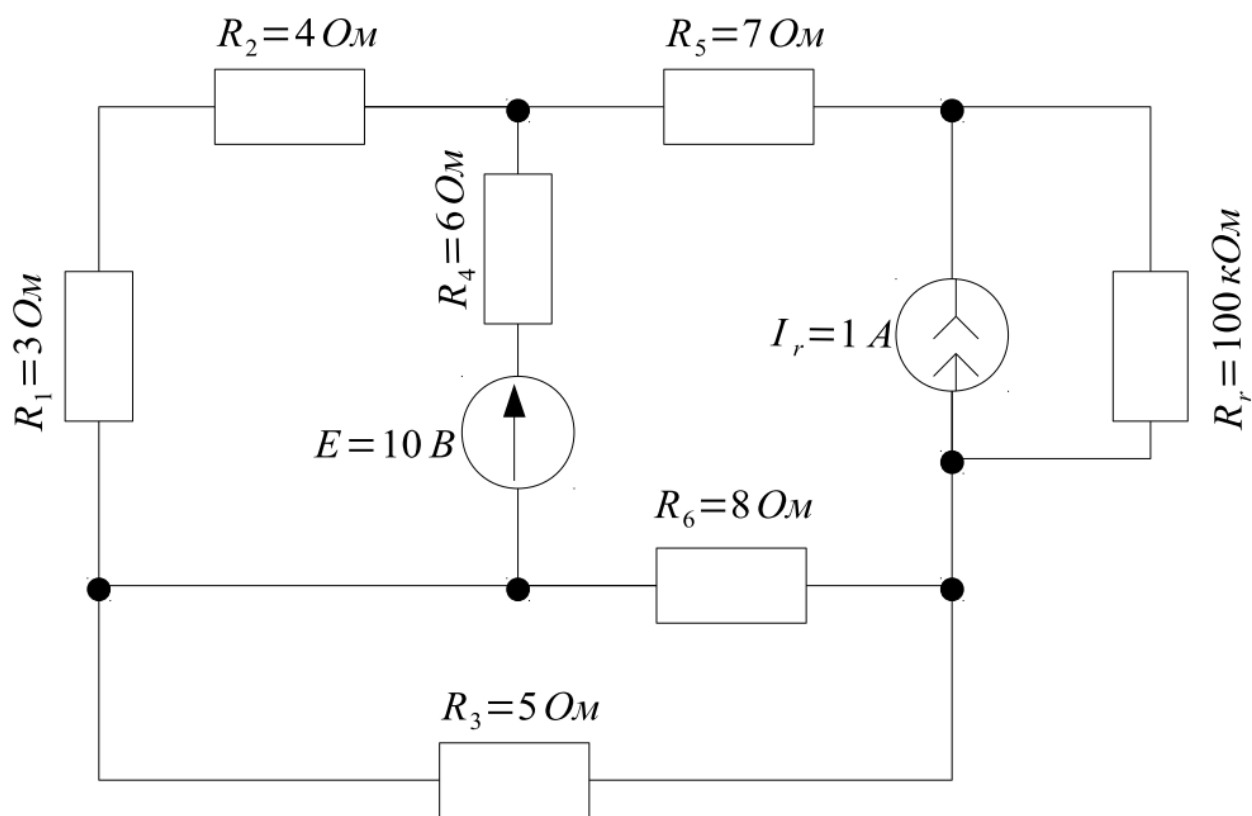 R₂=4 Ом
R₅=7 Ом
R₄=6 Ом
R₁=3 Ом
I_r=1 А
R_r=100 кОм
E=10 В
R₆=8 Ом
R₃=5 Ом